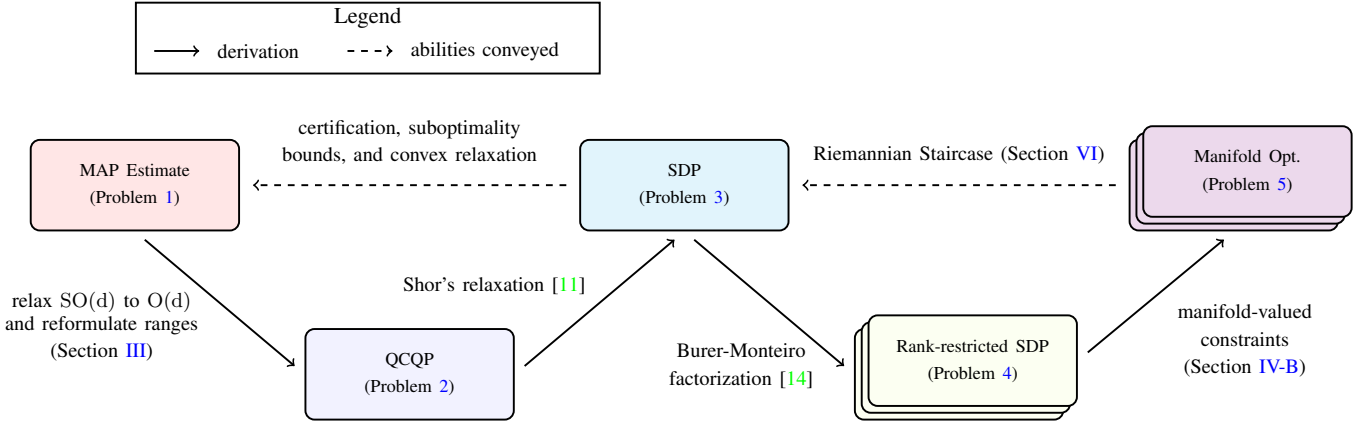 Legend
derivation
abilities conveyed
certification, suboptimality
bounds, and convex relaxation
Riemannian Staircase (Section VI)
MAP Estimate
(Problem 1)
SDP
(Problem 3)
Manifold Opt.
(Problem 5)
relax SO(d) to O(d)
and reformulate ranges
(Section III)
Shor's relaxation [11]
QCQP
(Problem 2)
Burer-Monteiro
factorization [14]
Rank-restricted SDP
(Problem 4)
manifold-valued
constraints
(Section IV-B)